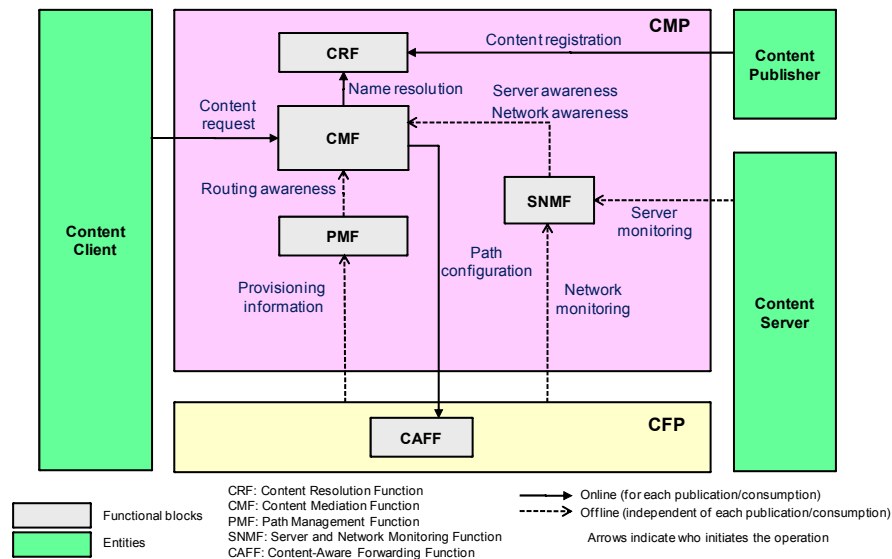 CMP
CRF
Content registration
Content
Publisher
Name resolution
Server awareness
Network awareness
Content
request
CMF
Routing awareness
SNMF
Server
monitoring
Content
Client
PMF
Path
configuration
Provisioning
information
Network
monitoring
Content
Server
CFP
CAFF
Functional blocks
Entities
CRF: Content Resolution Function
CMF: Content Mediation Function
PMF: Path Management Function
SNMF: Server and Network Monitoring Function
CAFF: Content-Aware Forwarding Function
Online (for each publication/consumption)
Offline (independent of each publication/consumption)
Arrows indicate who initiates the operation